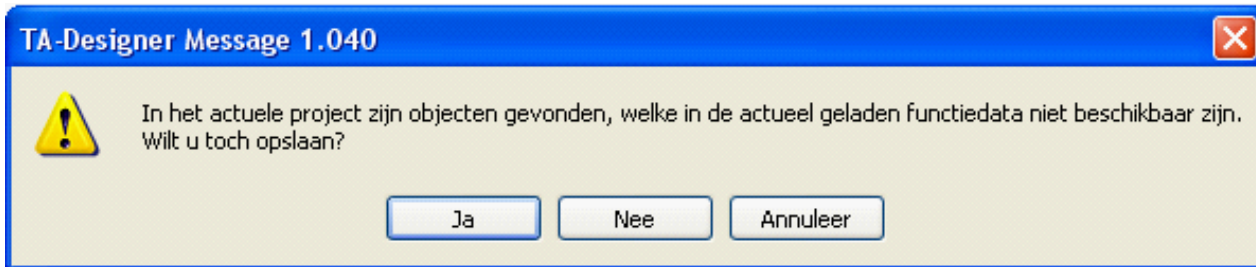 TA-Designer Message 1.040
In het actuele project zijn objecten gevonden, welke in de actueel geladen functiedata niet beschikbaar zijn.
Wilt u toch opslaan?
Ja
Nee
Annuleer